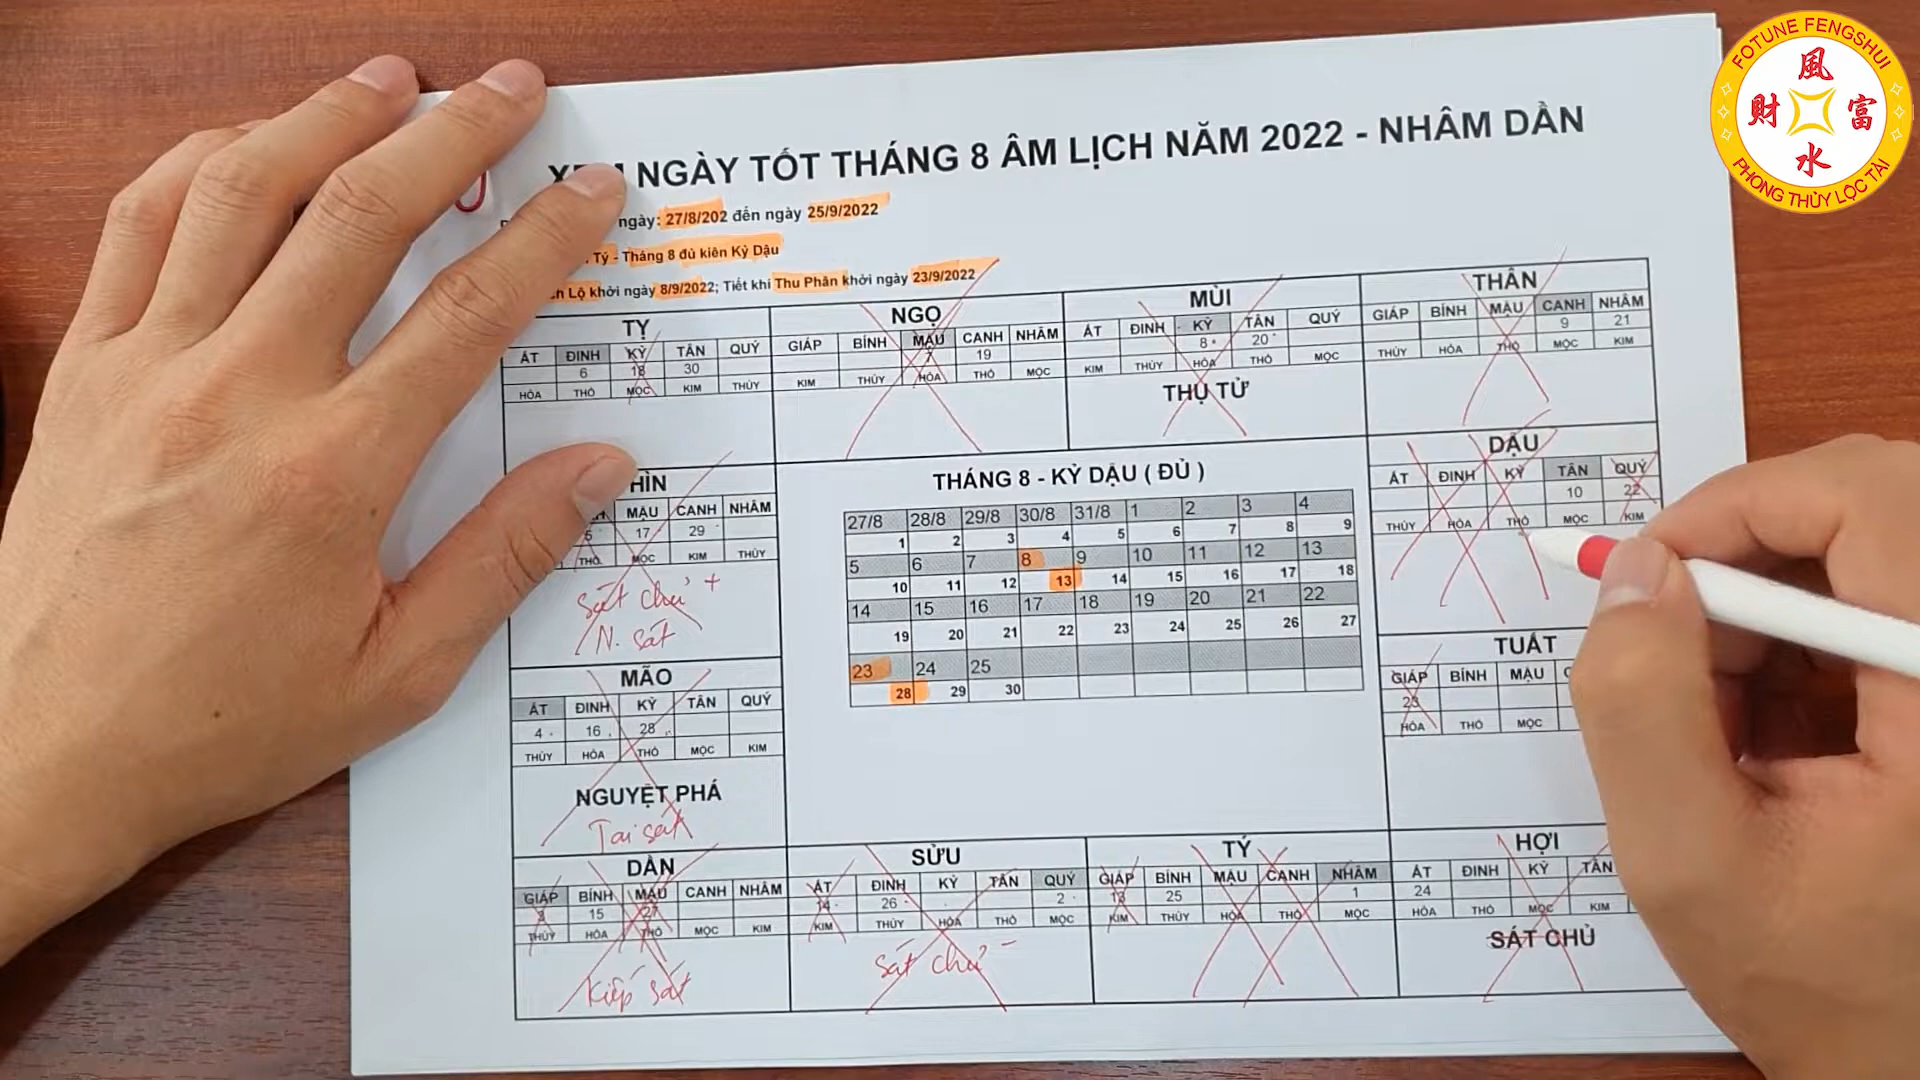 FOTUNE FENGSHUI
風
財 富
水
PHONG THỦY LỘC TÀI
NGÀY TỐT THÁNG 8 ÂM LỊCH NĂM 2022 - NHÂM DẦN
ngày: 27/8/202 đến ngày 25/9/2022
Tý - Tháng 8 đủ kiên Kỷ Dậu
Lộ khởi ngày 8/9/2022; Tiết khi Thu Phân khởi ngày 23/9/2022
TỴ
ẤT ĐINH KỶ TÂN QUÝ
6 18 30
HỎA THỔ MỘC KIM THỦY
NGỌ
GIÁP BÍNH MẬU CANH NHÂM
7 19
KIM THỦY HỎA THỔ MỘC
MÙI
ẤT ĐINH KỶ TÂN QUÝ
8 20
KIM THỦY HỎA THỔ MỘC
THỤ TỬ
THÂN
GIÁP BÍNH MẬU CANH NHÂM
9 21
THỦY HỎA THỔ MỘC KIM
MẬU CANH NHÂM
5 17 29
THỔ MỘC KIM THỦY
Sát chủ +
N. sát
THÁNG 8 - KỶ DẬU ( ĐỦ )
27/8 28/8 29/8 30/8 31/8 1 2 3 4
1 2 3 4 5 6 7 8 9
5 6 7 8 9 10 11 12 13
10 11 12 13 14 15 16 17 18
14 15 16 17 18 19 20 21 22
19 20 21 22 23 24 25 26 27
23 24 25
28 29 30
DẬU
ẤT ĐINH KỶ TÂN QUÝ
10 22
THỦY HỎA THỔ MỘC KIM
MÃO
ẤT ĐINH KỶ TÂN QUÝ
4 16 28
THỦY HỎA THỔ MỘC KIM
NGUYỆT PHÁ
Tai sát
TUẤT
GIÁP BÍNH MẬU
23
HỎA THỔ MỘC
DẦN
GIÁP BÍNH MẬU CANH NHÂM
3 15 27
THỦY HỎA THỔ MỘC KIM
Kiếp sát
SỬU
ẤT ĐINH KỶ TÂN QUÝ
14 26 2
KIM THỦY HỎA THỔ MỘC
Sát chủ -
TÝ
GIÁP BÍNH MẬU CANH NHÂM
13 25 1
KIM THỦY HỎA THỔ MỘC
HỢI
ẤT ĐINH KỶ TÂN
24
HỎA THỔ MỘC KIM
SÁT CHỦ